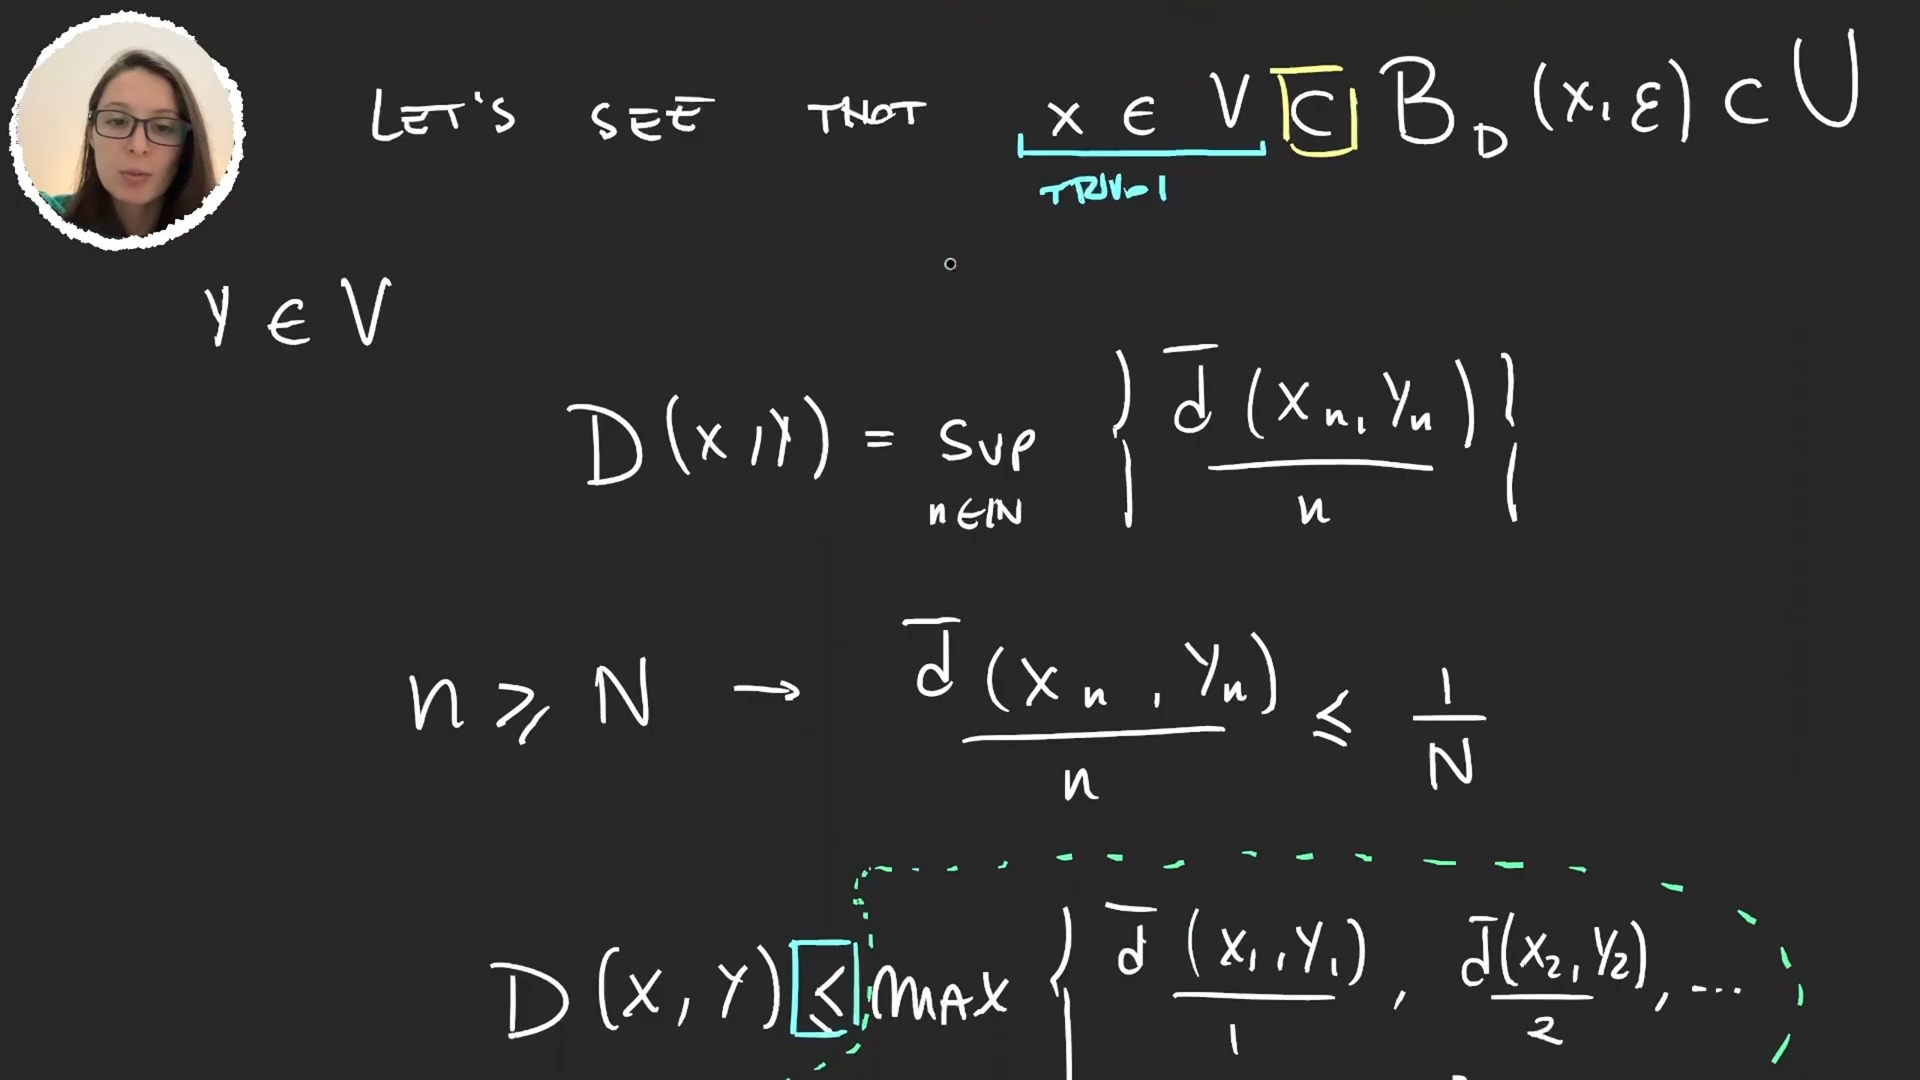 LET'S SEE THAT x ∈ V ⊂ B_D (x, ε) ⊂ U
TRIVIAL
y ∈ V
D(x,y) = SUP_{n∈ℕ} { d̄(x_n, y_n) / n }
n ⩾ N → d̄(x_n, y_n) / n ≤ 1/N
D(x, y) ≤ MAX { d̄(x_1, y_1) / 1 , d̄(x_2, y_2) / 2 , ...